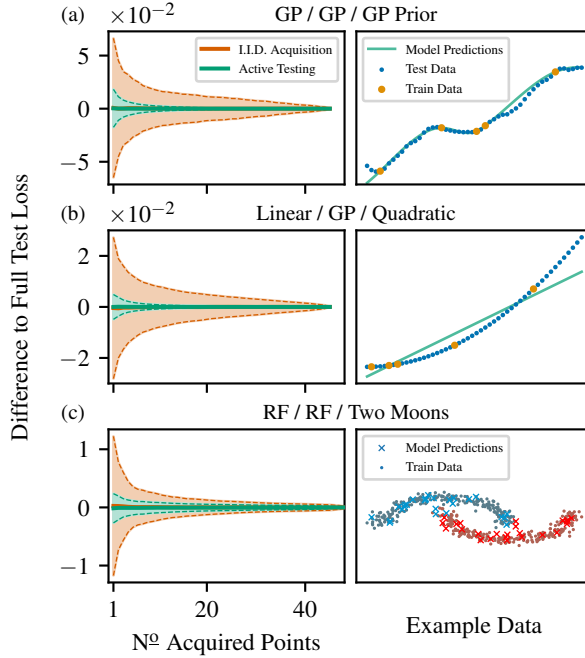 (a)
GP / GP / GP Prior
×10⁻²
I.I.D. Acquisition
Active Testing
Model Predictions
Test Data
Train Data
5
0
−5
(b)
×10⁻²
Linear / GP / Quadratic
2
0
−2
Difference to Full Test Loss
(c)
RF / RF / Two Moons
Model Predictions
Train Data
1
0
−1
1
20
40
Nº Acquired Points
Example Data